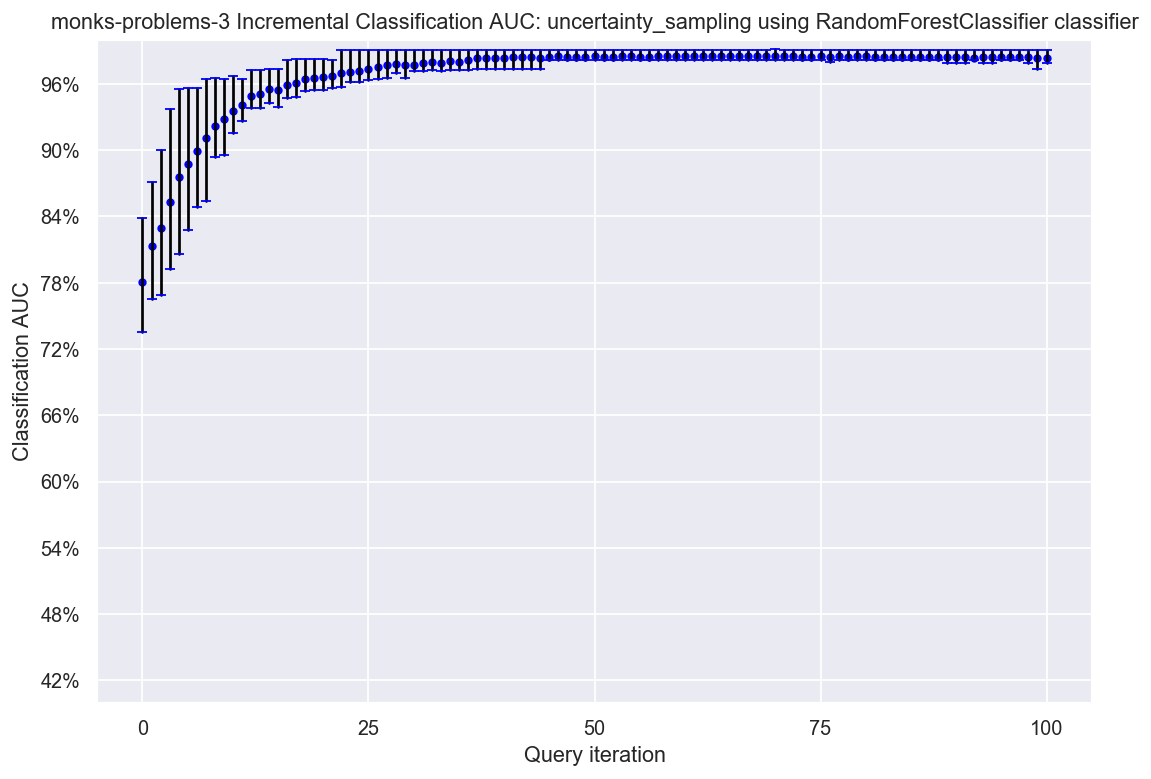 monks-problems-3 Incremental Classification AUC: uncertainty_sampling using RandomForestClassifier classifier
96%
90%
84%
78%
72%
66%
60%
54%
48%
42%
Classification AUC
0 25 50 75 100
Query iteration